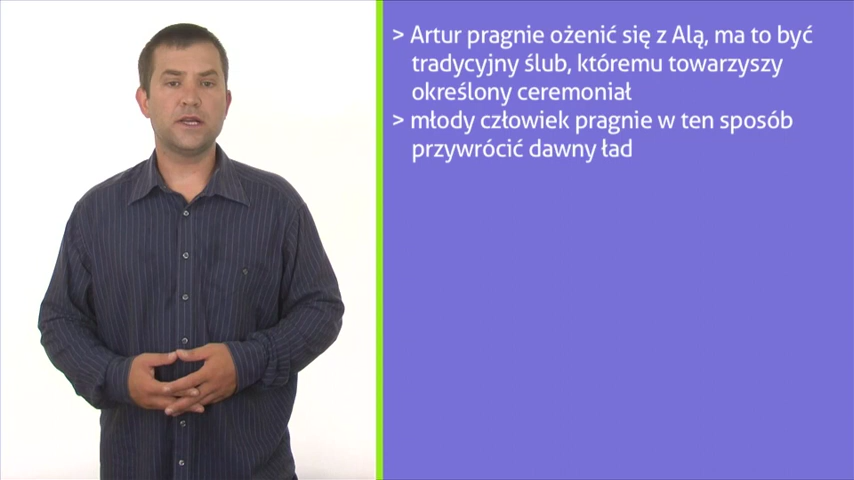 > Artur pragnie ożenić się z Alą, ma to być
tradycyjny ślub, któremu towarzyszy
określony ceremoniał
> młody człowiek pragnie w ten sposób
przywrócić dawny ład